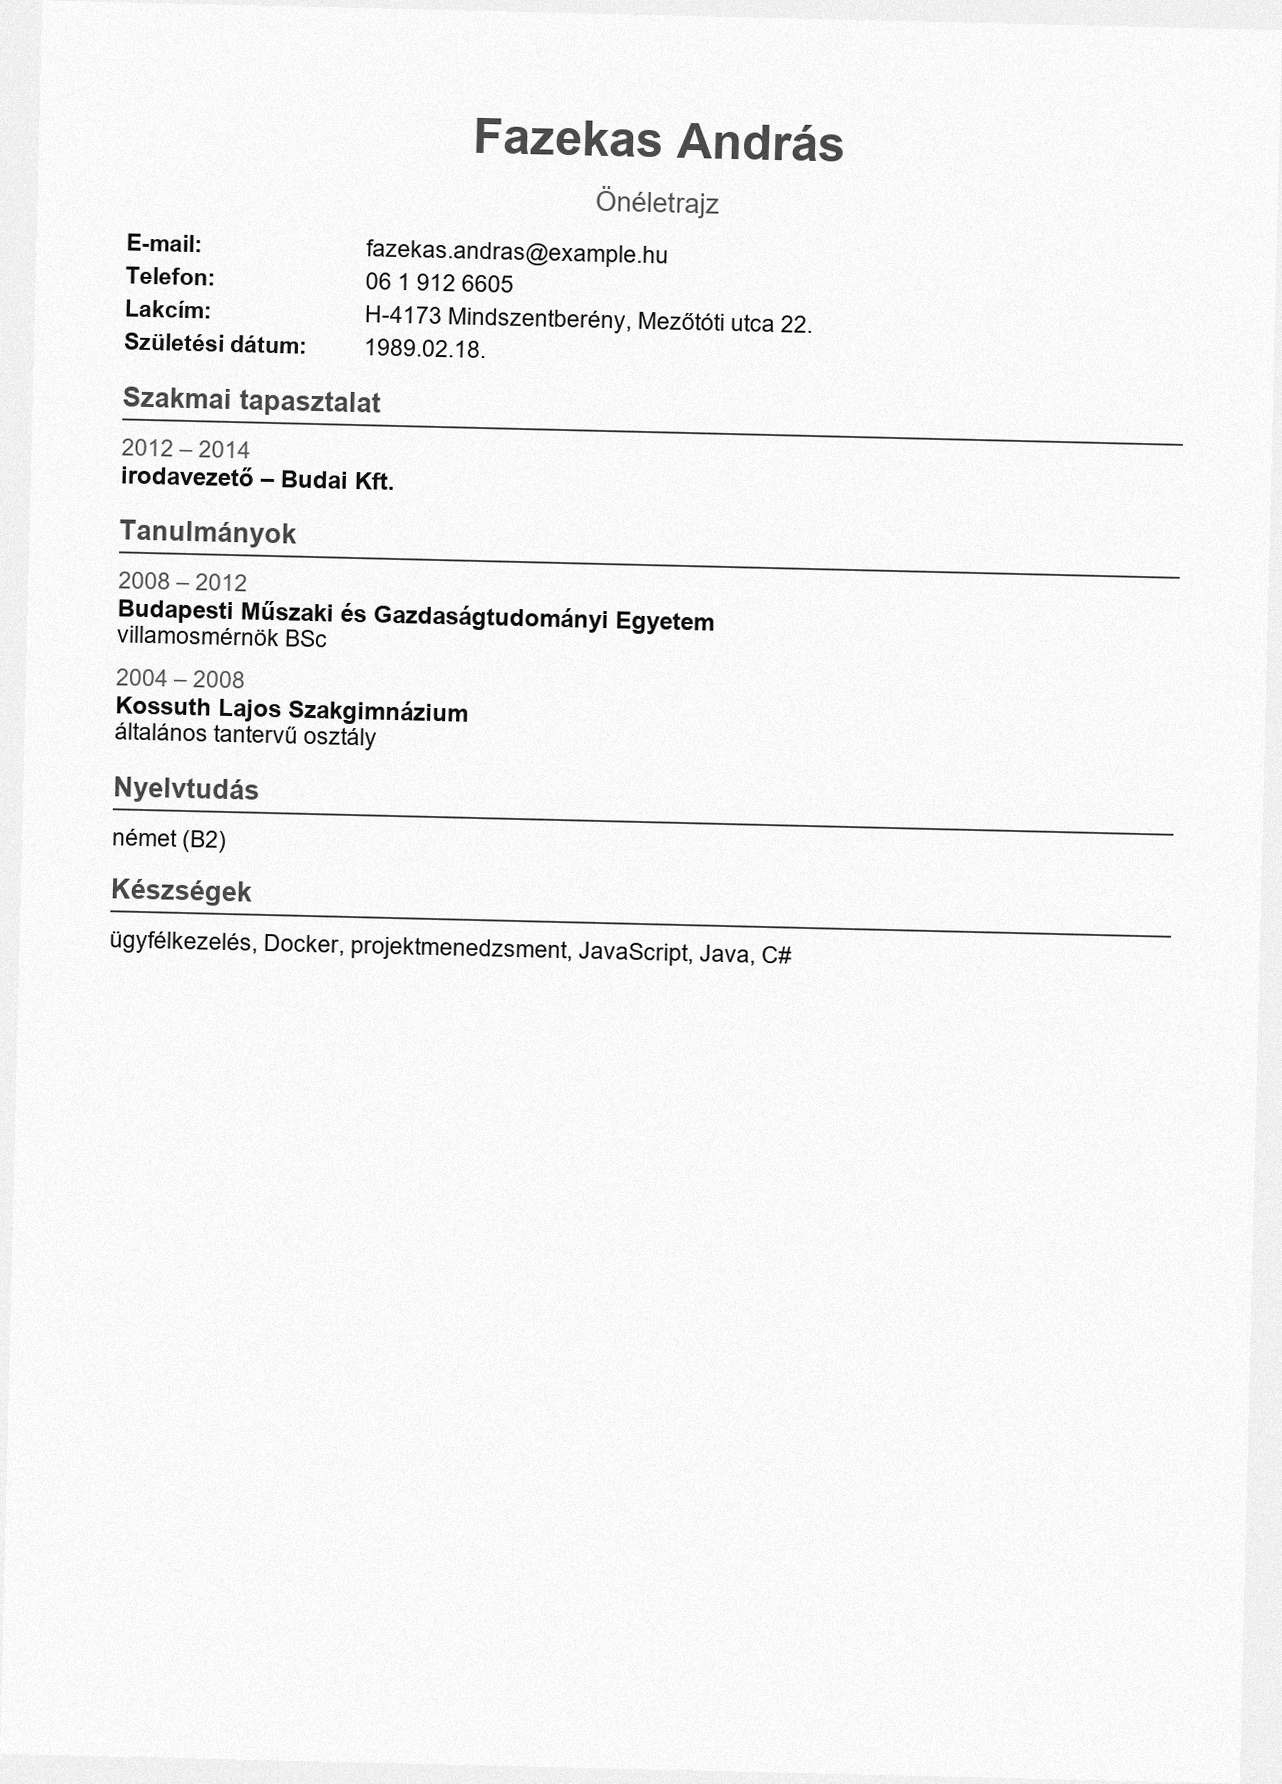 Fazekas András
Önéletrajz
E-mail: fazekas.andras@example.hu
Telefon: 06 1 912 6605
Lakcím: H-4173 Mindszentberény, Mezőtóti utca 22.
Születési dátum: 1989.02.18.
Szakmai tapasztalat
2012 – 2014
irodavezető – Budai Kft.
Tanulmányok
2008 – 2012
Budapesti Műszaki és Gazdaságtudományi Egyetem
villamosmérnök BSc
2004 – 2008
Kossuth Lajos Szakgimnázium
általános tantervű osztály
Nyelvtudás
német (B2)
Készségek
ügyfélkezelés, Docker, projektmenedzsment, JavaScript, Java, C#